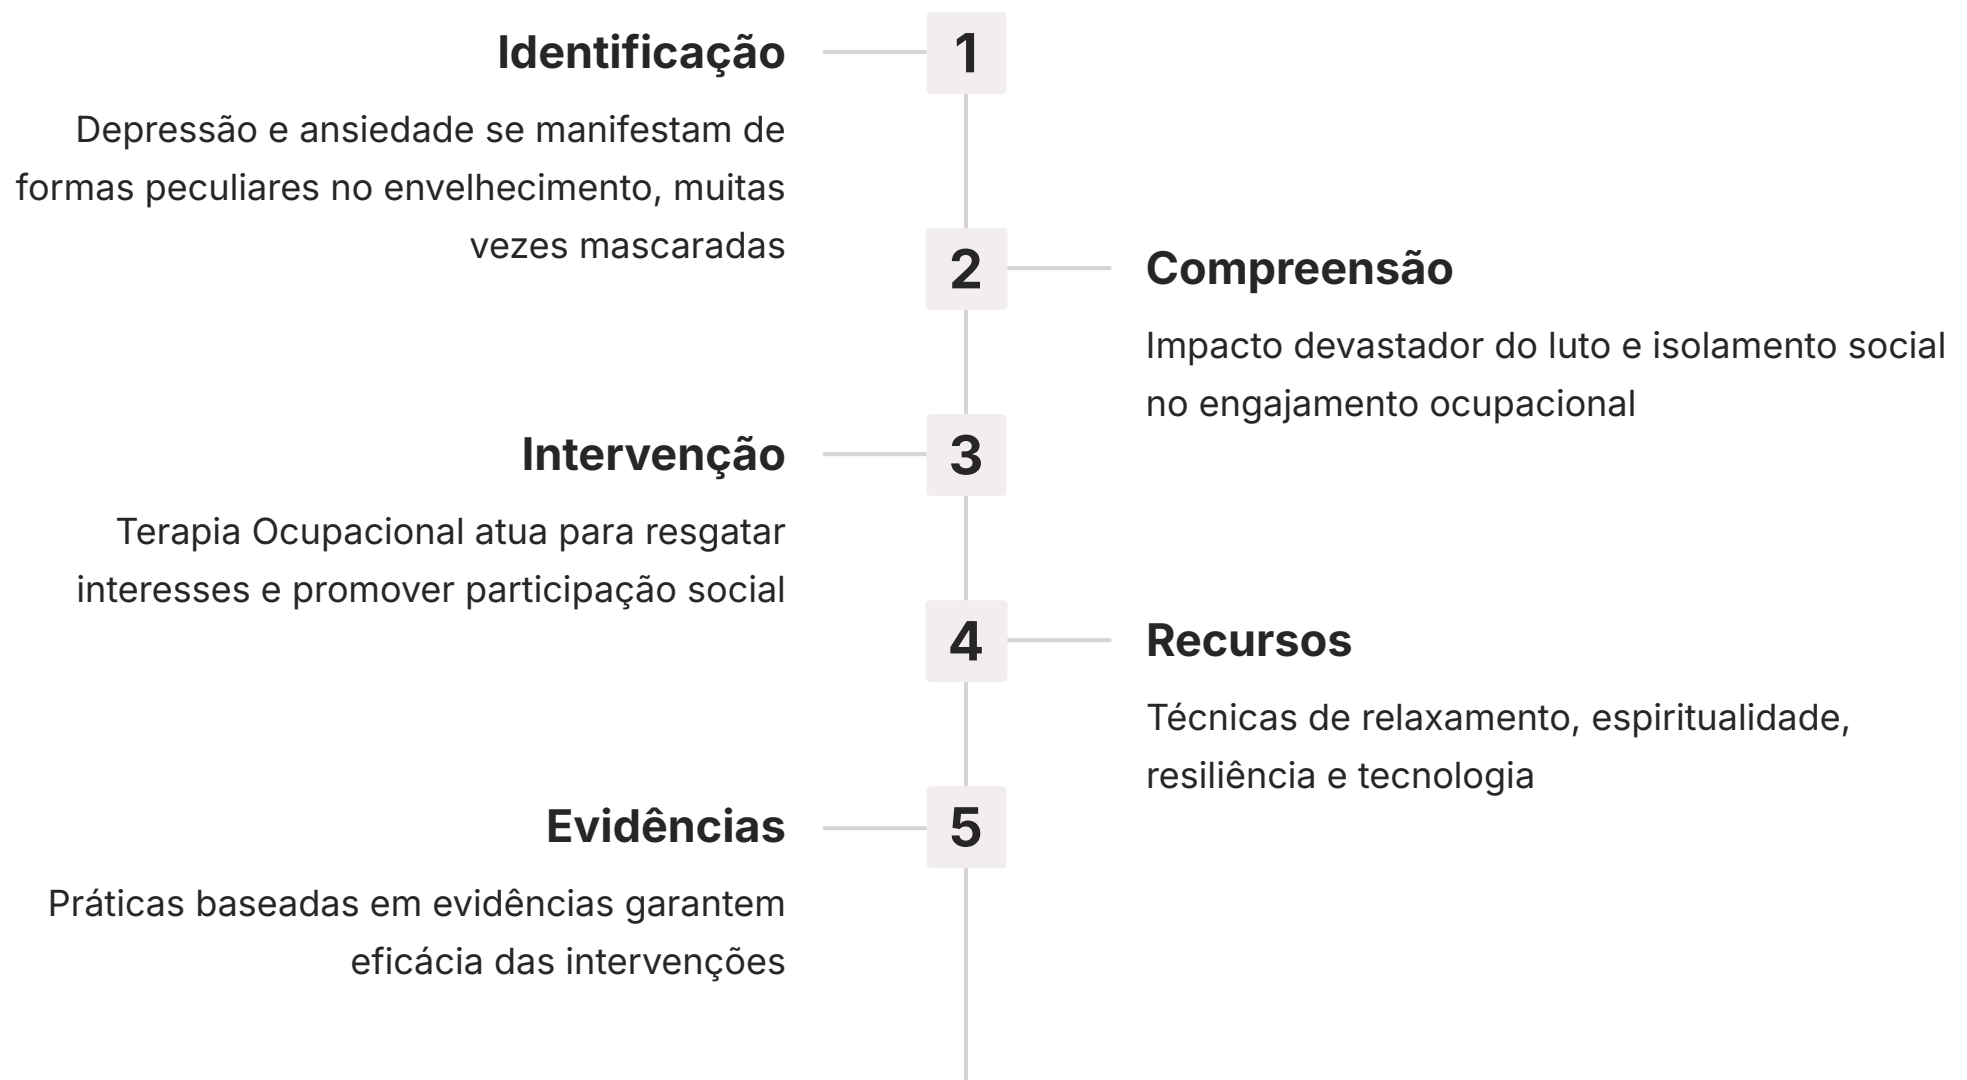 Identificação
1
Depressão e ansiedade se manifestam de
formas peculiares no envelhecimento, muitas
vezes mascaradas
2
Compreensão
Impacto devastador do luto e isolamento social
no engajamento ocupacional
Intervenção
3
Terapia Ocupacional atua para resgatar
interesses e promover participação social
4
Recursos
Técnicas de relaxamento, espiritualidade,
resiliência e tecnologia
Evidências
5
Práticas baseadas em evidências garantem
eficácia das intervenções